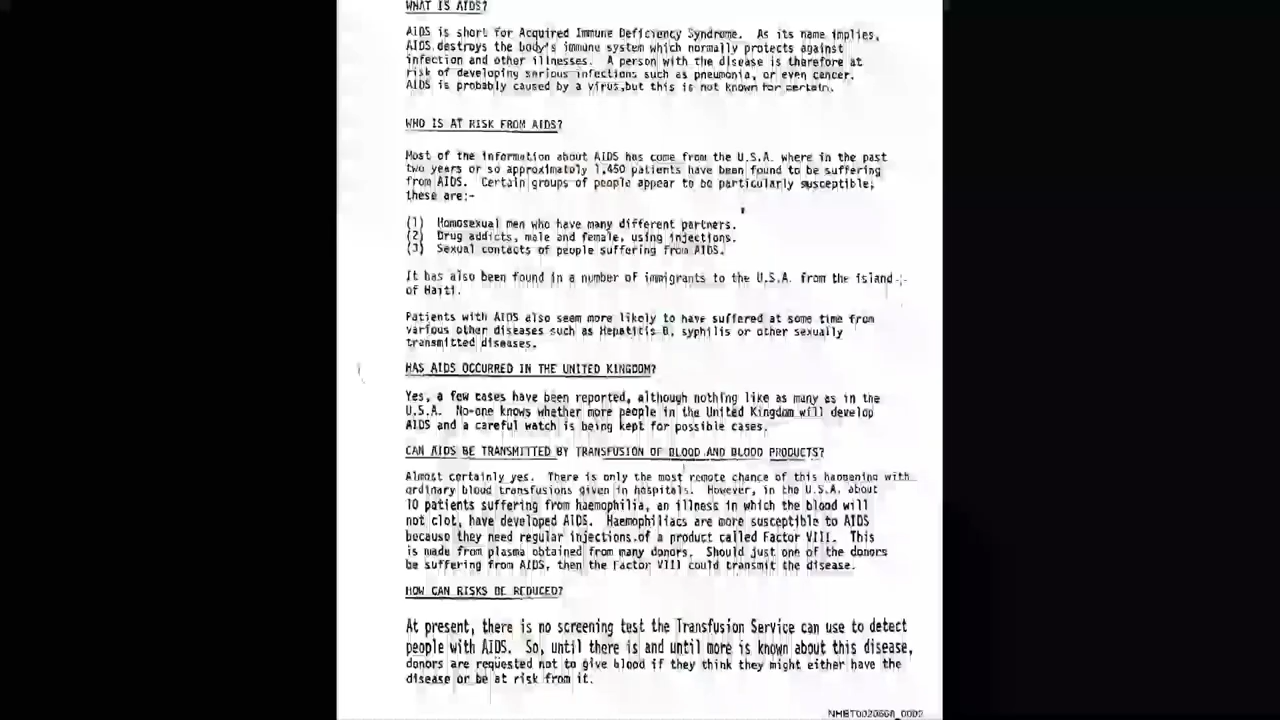 WHAT IS AIDS?
AIDS is short for Acquired Immune Deficiency Syndrome. As its name implies,
AIDS destroys the body's immune system which normally protects against
infection and other illnesses. A person with the disease is therefore at
risk of developing serious infections such as pneumonia, or even cancer.
AIDS is probably caused by a virus,but this is not known for certain.
WHO IS AT RISK FROM AIDS?
Most of the information about AIDS has come from the U.S.A. where in the past
two years or so approximately 1,450 patients have been found to be suffering
from AIDS. Certain groups of people appear to be particularly susceptible;
these are:-
(1) Homosexual men who have many different partners.
(2) Drug addicts, male and female, using injections.
(3) Sexual contacts of people suffering from AIDS.
It has also been found in a number of immigrants to the U.S.A. from the island
of Haiti.
Patients with AIDS also seem more likely to have suffered at some time from
various other diseases such as Hepatitis B, syphilis or other sexually
transmitted diseases.
HAS AIDS OCCURRED IN THE UNITED KINGDOM?
Yes, a few cases have been reported, although nothing like as many as in the
U.S.A. No-one knows whether more people in the United Kingdom will develop
AIDS and a careful watch is being kept for possible cases.
CAN AIDS BE TRANSMITTED BY TRANSFUSION OF BLOOD AND BLOOD PRODUCTS?
Almost certainly yes. There is only the most remote chance of this happening with
ordinary blood transfusions given in hospitals. However, in the U.S.A. about
10 patients suffering from haemophilia, an illness in which the blood will
not clot, have developed AIDS. Haemophiliacs are more susceptible to AIDS
because they need regular injections of a product called Factor VIII. This
is made from plasma obtained from many donors. Should just one of the donors
be suffering from AIDS, then the Factor VIII could transmit the disease.
HOW CAN RISKS BE REDUCED?
At present, there is no screening test the Transfusion Service can use to detect
people with AIDS. So, until there is and until more is known about this disease,
donors are requested not to give blood if they think they might either have the
disease or be at risk from it.